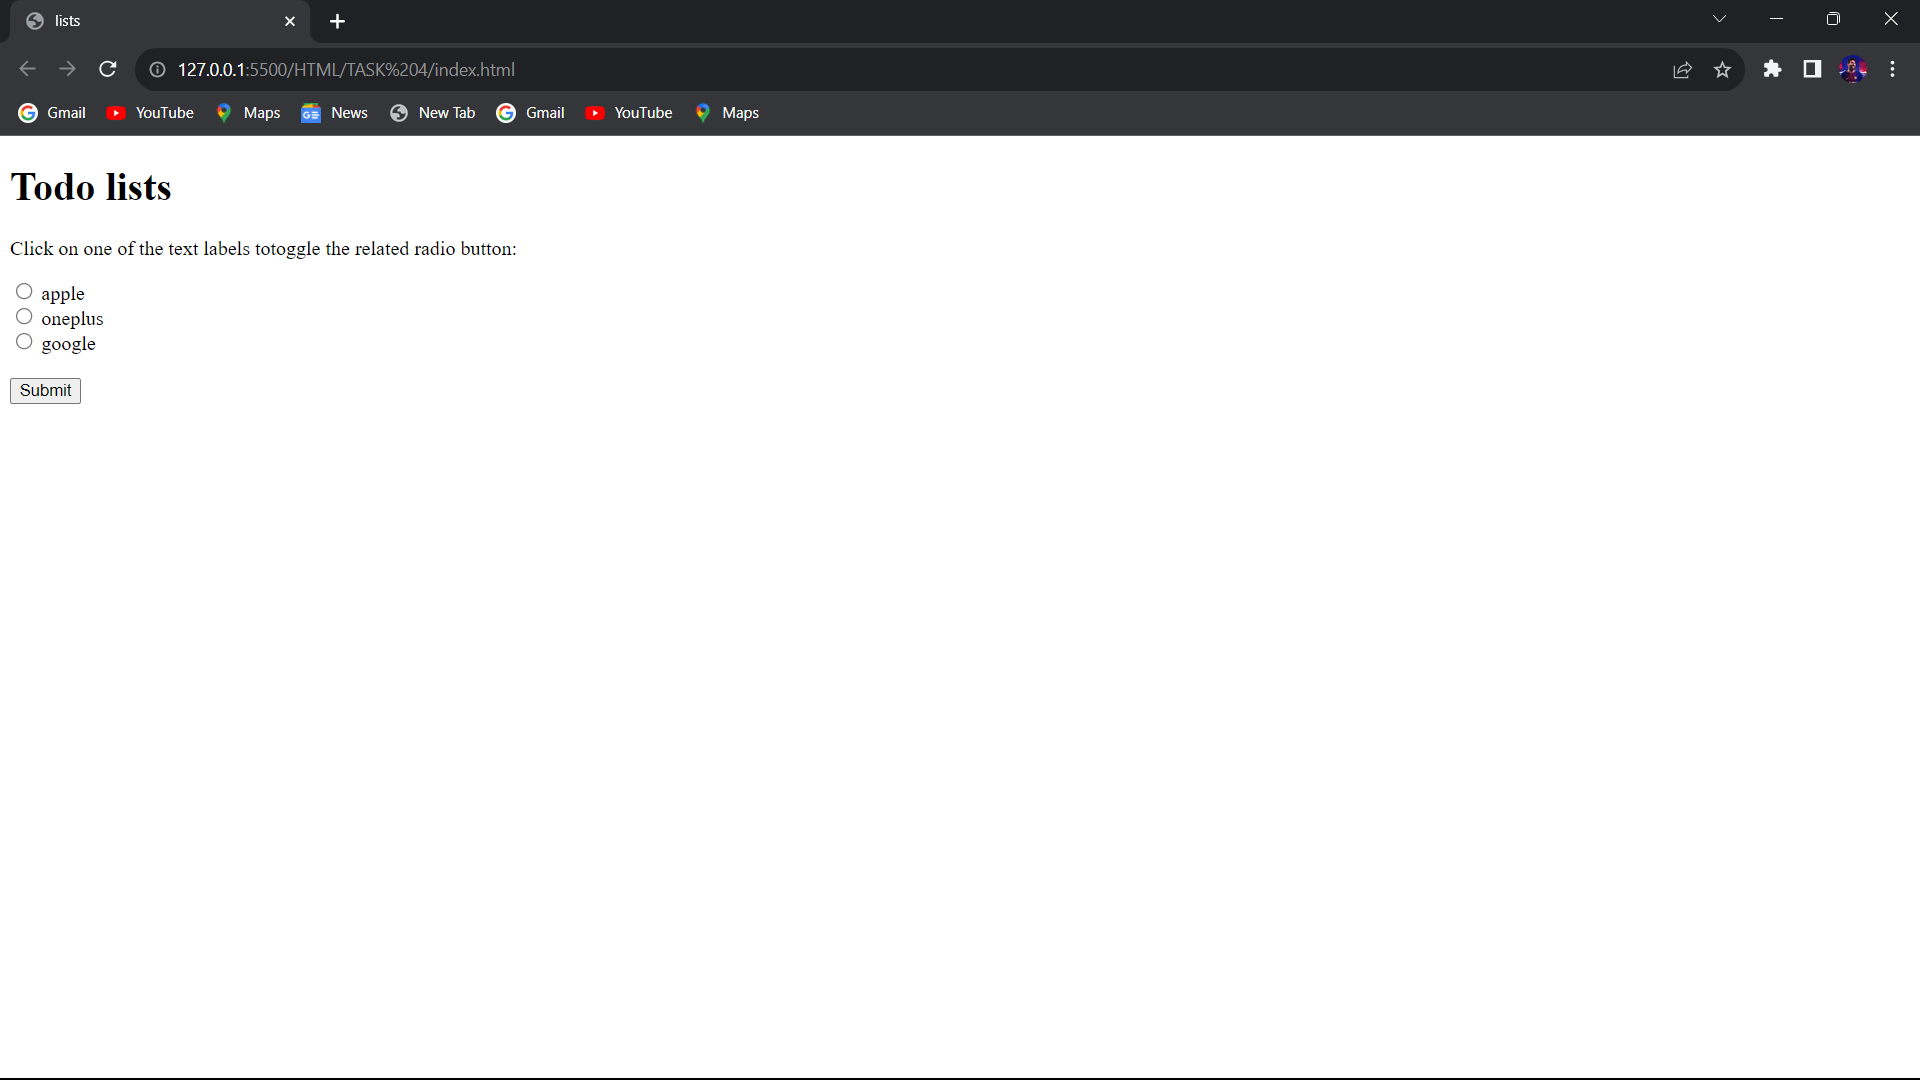 lists
127.0.0.1:5500/HTML/TASK%204/index.html
Gmail YouTube Maps News New Tab Gmail YouTube Maps
Todo lists
Click on one of the text labels totoggle the related radio button:
apple
oneplus
google
Submit